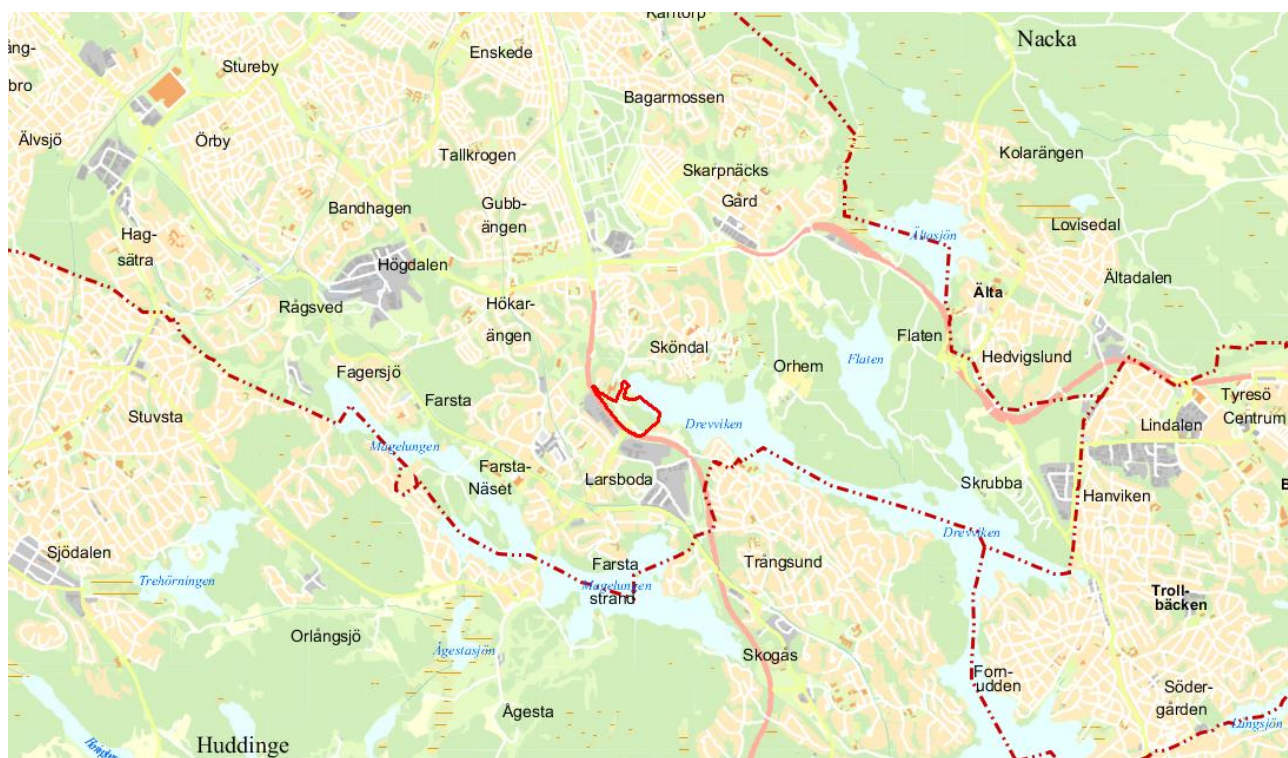 Kärrtorp
ång-
bro
Nacka
Enskede
Stureby
Bagarmossen
Älvsjö
Örby
Tallkrogen
Kolarängen
Skarpnäcks
Gård
Bandhagen
Gubb-
ängen
Lovisedal
Hag-
sätra
Högdalen
Ältasjön
Ältadalen
Älta
Rågsved
Hökar-
ängen
Sköndal
Flaten
Flaten
Hedvigslund
Orhem
Fagersjö
Farsta
Tyresö
Centrum
Lindalen
Stuvsta
Magelungen
Drevviken
Farsta-
Näset
Larsboda
Skrubba
Hanviken
Drevviken
Sjödalen
Trehörningen
Farsta
strand
Magelungen
Trångsund
Troll-
bäcken
Orlångsjö
Ågestasjön
Skogås
Forn-
udden
Söder-
gården
Ågesta
Långsjön
Huddinge